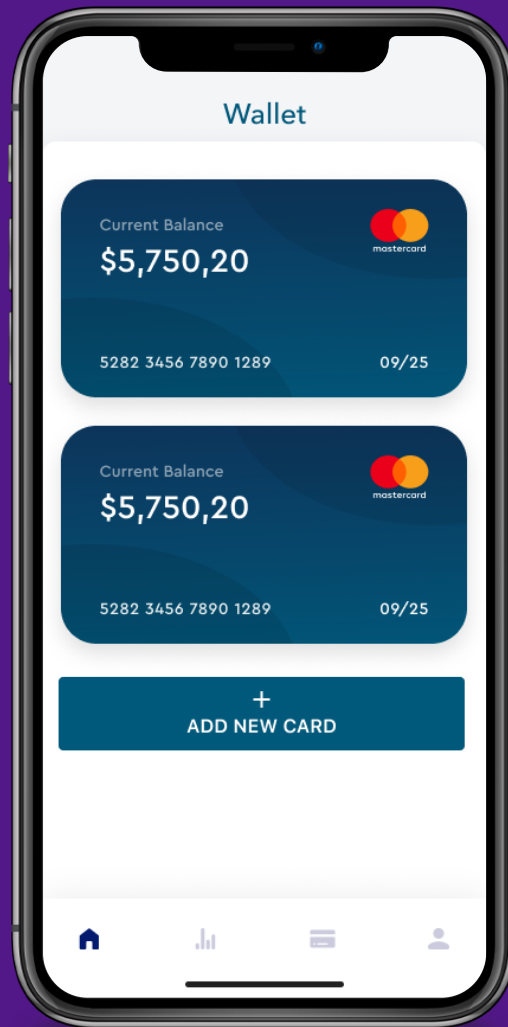 Wallet
Current Balance
$5,750,20
mastercard
5282 3456 7890 1289 09/25
Current Balance
$5,750,20
mastercard
5282 3456 7890 1289 09/25
+
ADD NEW CARD